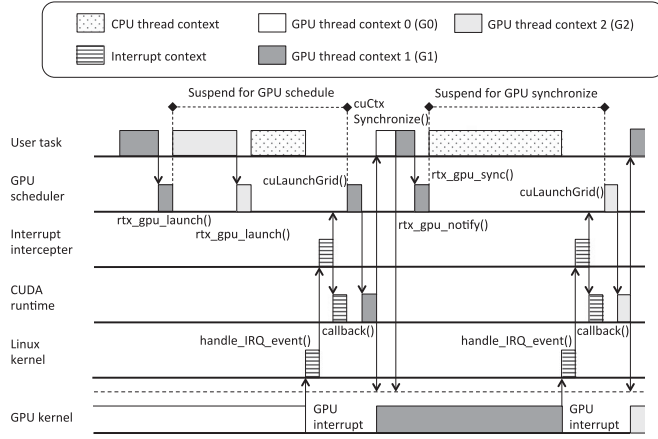 CPU thread context
GPU thread context 0 (G0)
GPU thread context 2 (G2)
Interrupt context
GPU thread context 1 (G1)
Suspend for GPU schedule
cuCtx
Synchronize()
Suspend for GPU synchronize
User task
GPU
scheduler
cuLaunchGrid()
rtx_gpu_sync()
cuLaunchGrid()
rtx_gpu_launch()
rtx_gpu_launch()
rtx_gpu_notify()
Interrupt
intercepter
CUDA
runtime
callback()
callback()
Linux
kernel
handle_IRQ_event()
handle_IRQ_event()
GPU kernel
GPU
interrupt
GPU
interrupt